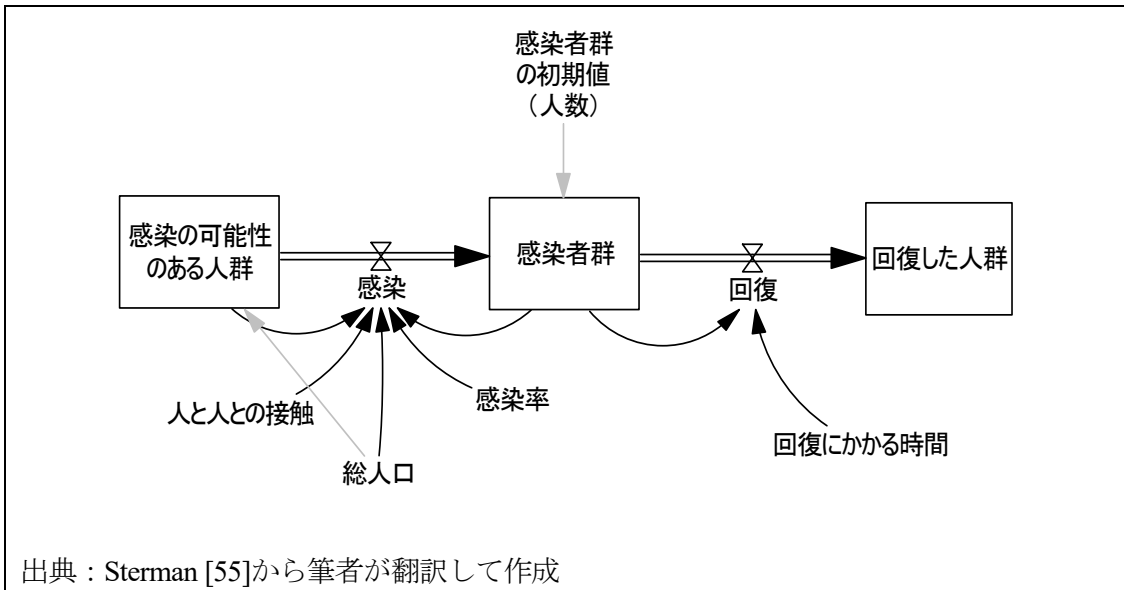 感染者群
の初期値
（人数）
感染の可能性
のある人群
感染
感染者群
回復
回復した人群
人と人との接触
感染率
総人口
回復にかかる時間
出典：Sterman [55]から筆者が翻訳して作成